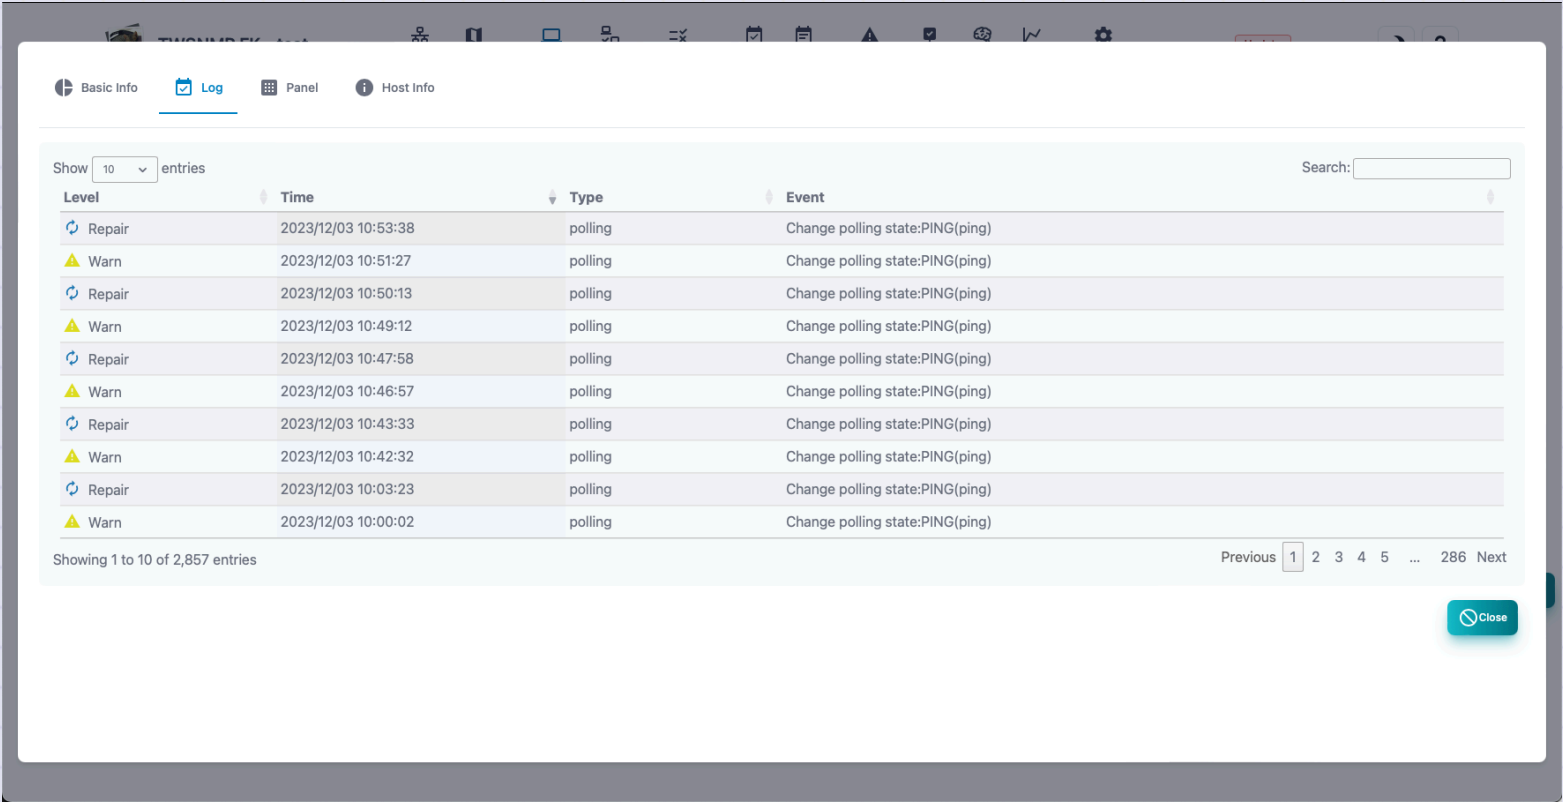 TWSNMP FK - test
Basic Info Log Panel Host Info
Show 10 entries Search:
Level Time Type Event
Repair 2023/12/03 10:53:38 polling Change polling state:PING(ping)
Warn 2023/12/03 10:51:27 polling Change polling state:PING(ping)
Repair 2023/12/03 10:50:13 polling Change polling state:PING(ping)
Warn 2023/12/03 10:49:12 polling Change polling state:PING(ping)
Repair 2023/12/03 10:47:58 polling Change polling state:PING(ping)
Warn 2023/12/03 10:46:57 polling Change polling state:PING(ping)
Repair 2023/12/03 10:43:33 polling Change polling state:PING(ping)
Warn 2023/12/03 10:42:32 polling Change polling state:PING(ping)
Repair 2023/12/03 10:03:23 polling Change polling state:PING(ping)
Warn 2023/12/03 10:00:02 polling Change polling state:PING(ping)
Showing 1 to 10 of 2,857 entries Previous 1 2 3 4 5 ... 286 Next
Close